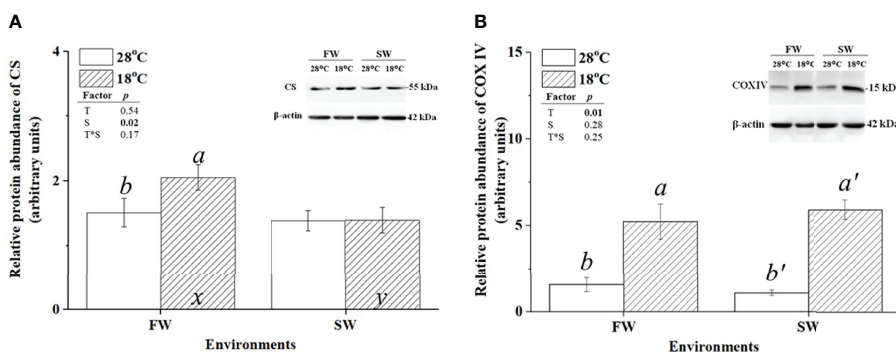 A
Relative protein abundance of CS
(arbitrary units)
4
2
0
28°C
18°C
Factor p
T 0.54
S 0.02
T*S 0.17
FW SW
28°C 18°C 28°C 18°C
CS 55 kDa
β-actin 42 kDa
b
a
x
y
FW SW
Environments
B
Relative protein abundance of COX IV
(arbitrary units)
15
10
5
0
28°C
18°C
Factor p
T 0.01
S 0.28
T*S 0.25
FW SW
28°C 18°C 28°C 18°C
COXIV 15 kDa
β-actin 42 kDa
b
a
b'
a'
FW SW
Environments